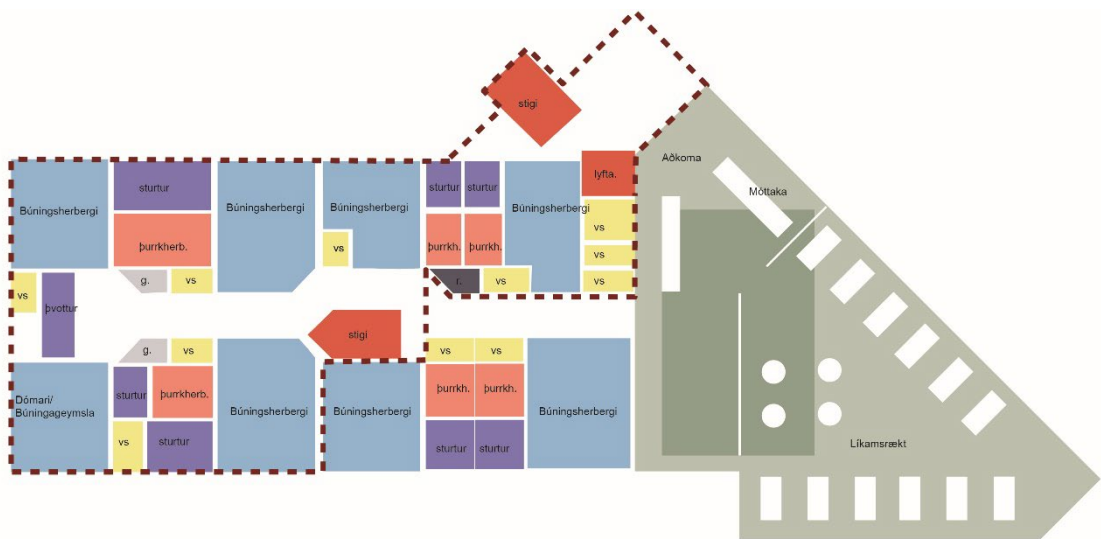 stigi
Aðkoma
Móttaka
sturtur
sturtur
sturtur
lyfta.
Búningsherbergi
Búningsherbergi
Búningsherbergi
Búningsherbergi
vs
þurrkherb.
vs
þurrkh.
þurrkh.
vs
g.
vs
r.
vs
vs
vs
þvottur
stigi
g.
vs
vs
vs
sturtur
þurrkherb.
þurrkh.
þurrkh.
Dómari/
Búningageymsla
Búningsherbergi
Búningsherbergi
Búningsherbergi
vs
sturtur
sturtur
sturtur
Líkamsrækt